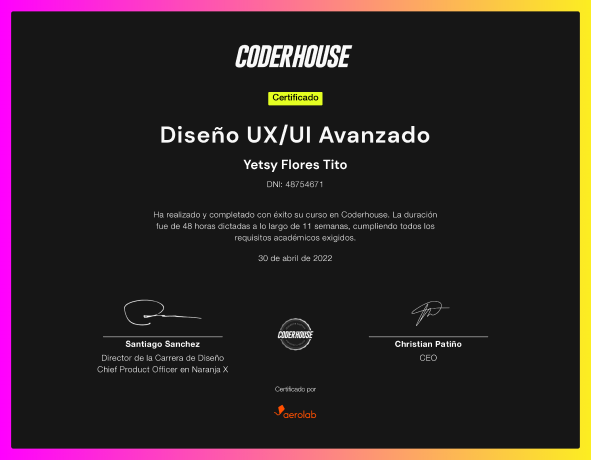 CODERHOUSE
Certificado
Diseño UX/UI Avanzado
Yetsy Flores Tito
DNI: 48754671
Ha realizado y completado con éxito su curso en Coderhouse. La duración
fue de 48 horas dictadas a lo largo de 11 semanas, cumpliendo todos los
requisitos académicos exigidos.
30 de abril de 2022
Santiago Sanchez
Director de la Carrera de Diseño
Chief Product Officer en Naranja X
CODERHOUSE
Christian Patiño
CEO
Certificado por
aerolab